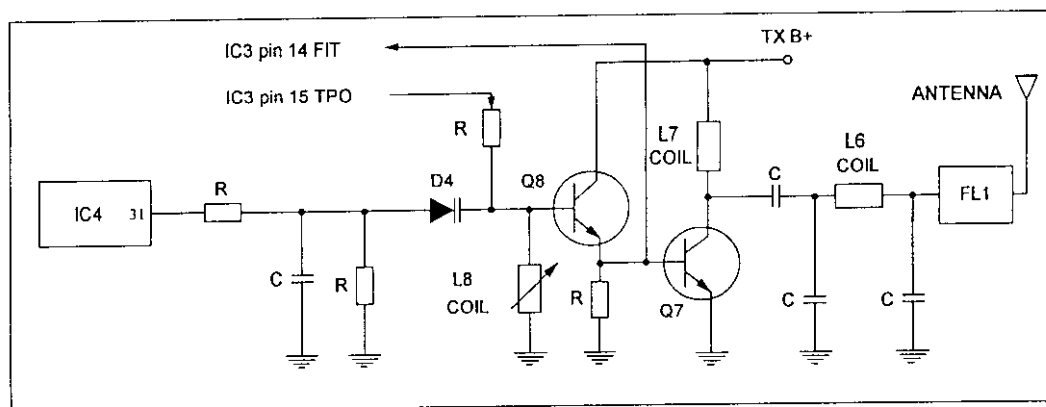 IC3 pin 14 FIT
TX B+
IC3 pin 15 TPO
ANTENNA
R
L7
COIL
L6
COIL
R
D4
Q8
C
IC4
31
FL1
C
R
L8
COIL
R
Q7
C
C